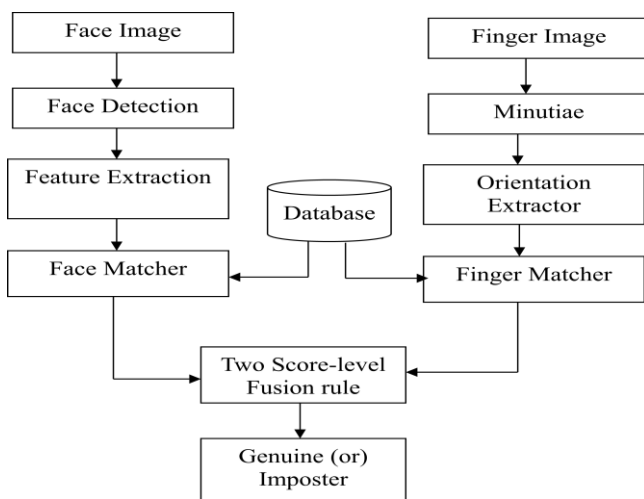 Face Image
Face Detection
Feature Extraction
Face Matcher
Finger Image
Minutiae
Orientation
Extractor
Finger Matcher
Database
Two Score-level
Fusion rule
Genuine (or)
Imposter